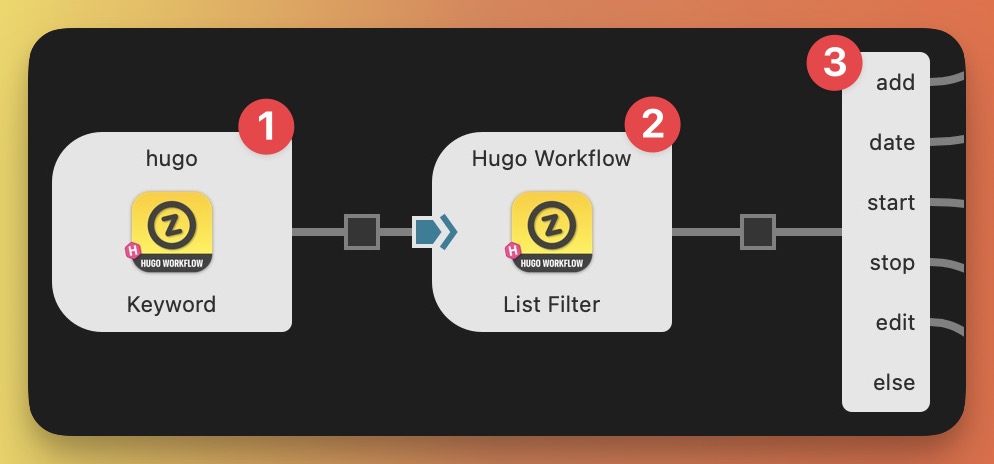 1
hugo
Z
H
HUGO WORKFLOW
Keyword
2
Hugo Workflow
Z
H
HUGO WORKFLOW
List Filter
3
add
date
start
stop
edit
else